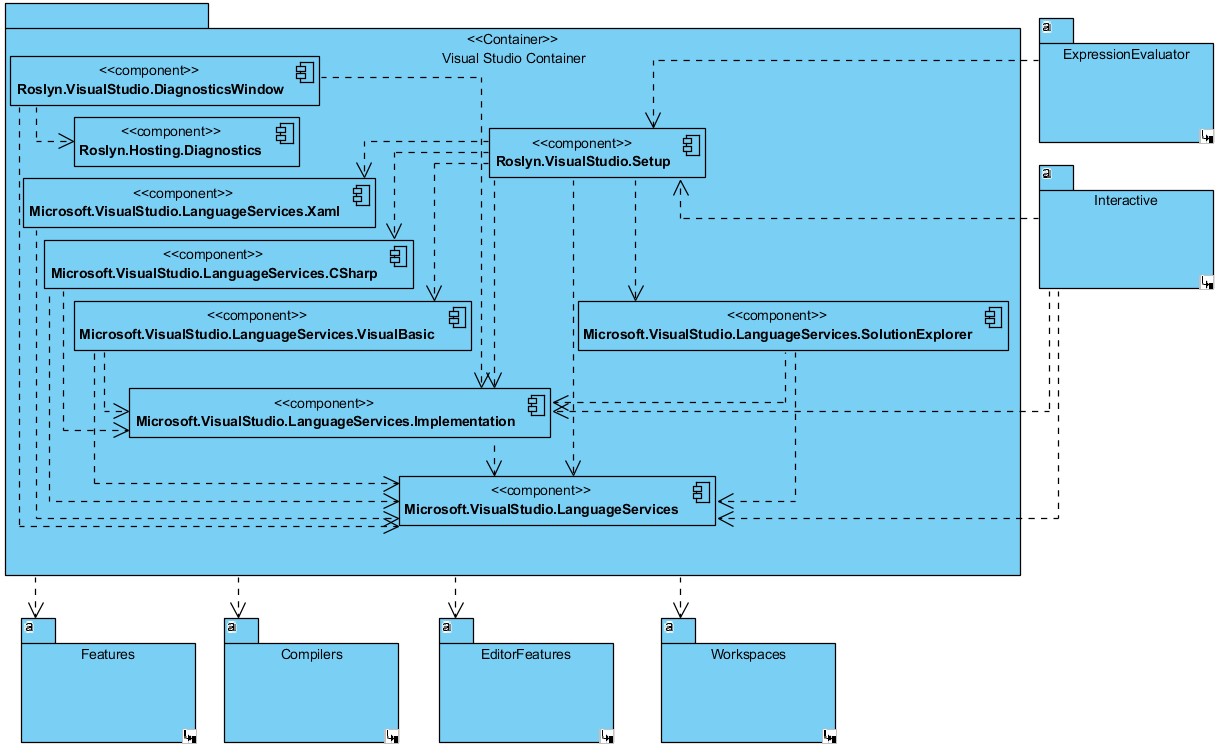 <<Container>>
Visual Studio Container
<<component>>
Roslyn.VisualStudio.DiagnosticsWindow
<<component>>
Roslyn.Hosting.Diagnostics
<<component>>
Roslyn.VisualStudio.Setup
<<component>>
Microsoft.VisualStudio.LanguageServices.Xaml
<<component>>
Microsoft.VisualStudio.LanguageServices.CSharp
<<component>>
Microsoft.VisualStudio.LanguageServices.VisualBasic
<<component>>
Microsoft.VisualStudio.LanguageServices.SolutionExplorer
<<component>>
Microsoft.VisualStudio.LanguageServices.Implementation
<<component>>
Microsoft.VisualStudio.LanguageServices
a
ExpressionEvaluator
a
Interactive
a
Features
a
Compilers
a
EditorFeatures
a
Workspaces